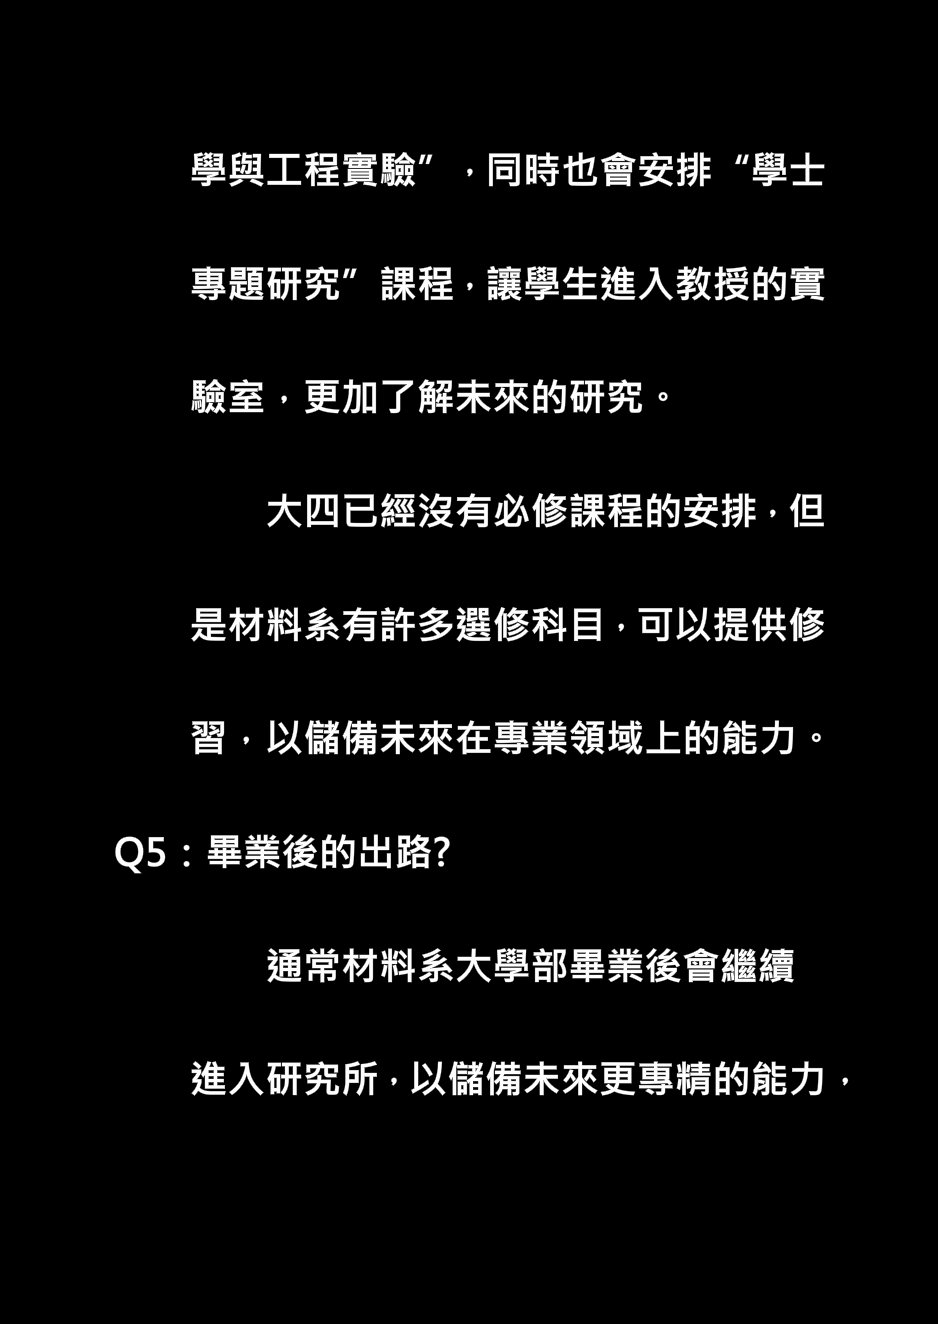 學與工程實驗”，同時也會安排“學士
專題研究”課程，讓學生進入教授的實
驗室，更加了解未來的研究。
大四已經沒有必修課程的安排，但
是材料系有許多選修科目，可以提供修
習，以儲備未來在專業領域上的能力。
Q5：畢業後的出路?
通常材料系大學部畢業後會繼續
進入研究所，以儲備未來更專精的能力，